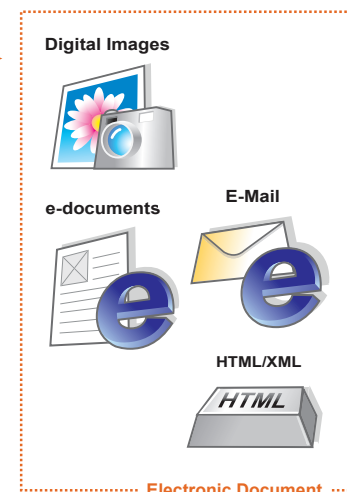 Digital Images
e-documents
E-Mail
e
e
HTML/XML
HTML
Electronic Document